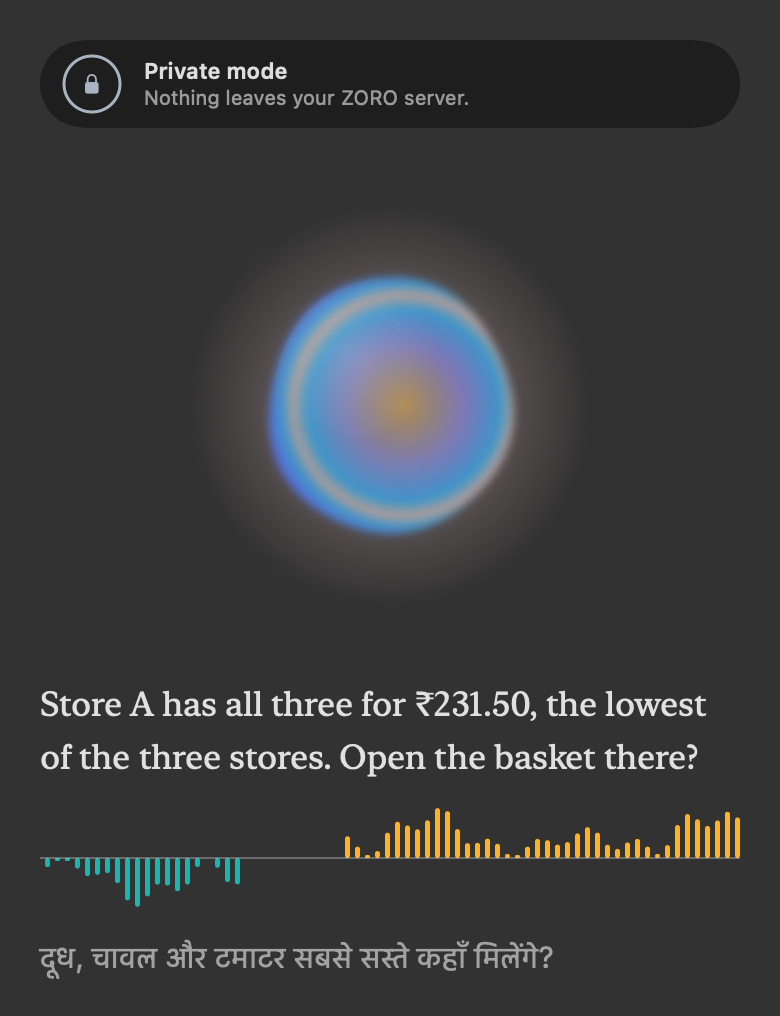 Private mode
Nothing leaves your ZORO server.
Store A has all three for ₹231.50, the lowest
of the three stores. Open the basket there?
दूध, चावल और टमाटर सबसे सस्ते कहाँ मिलेंगे?